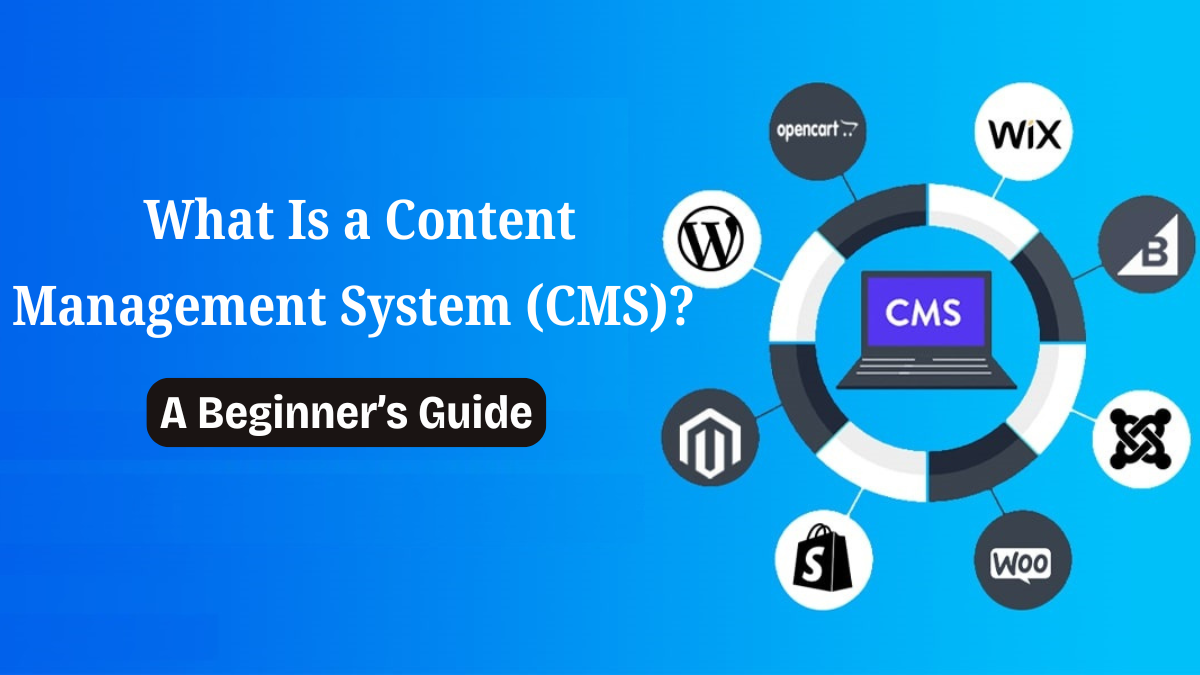 What Is a Content
Management System (CMS)?
A Beginner's Guide
opencart
WiX
W
B
CMS
S
Woo